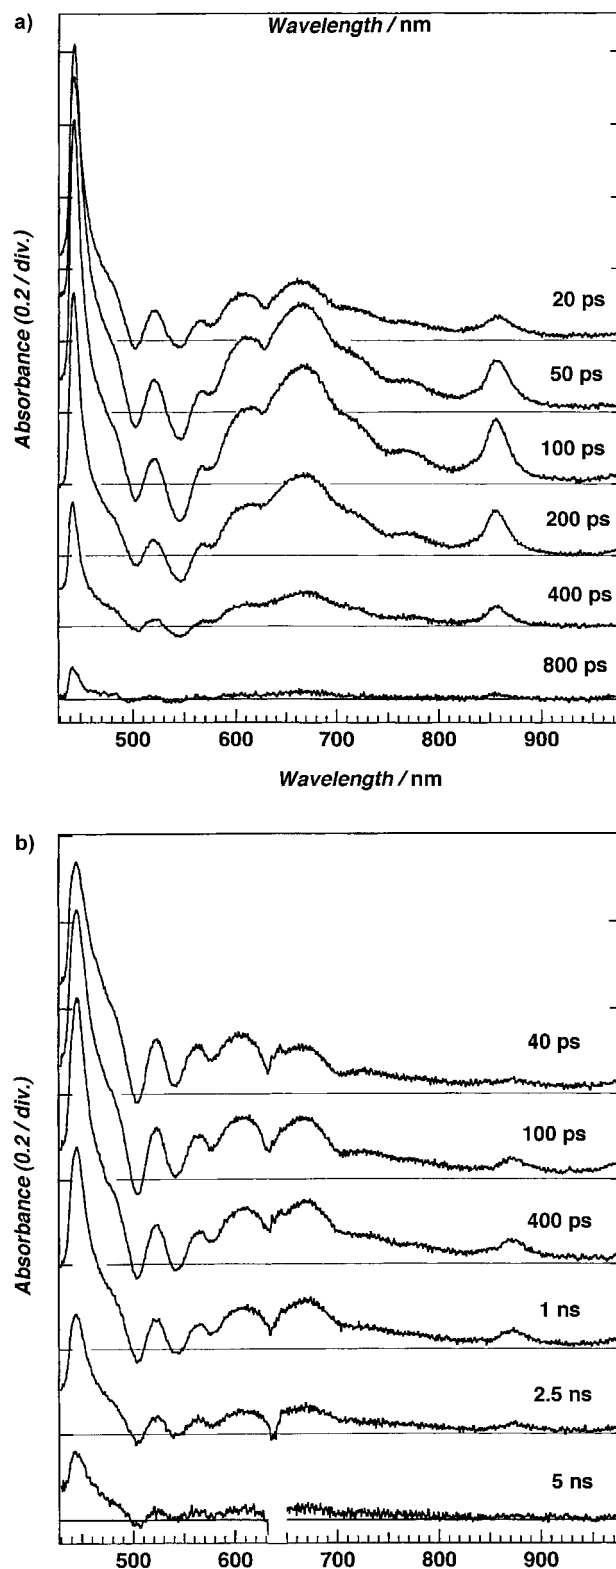 a)
Wavelength / nm
Absorbance (0.2 / div.)
20 ps
50 ps
100 ps
200 ps
400 ps
800 ps
500 600 700 800 900
Wavelength / nm
b)
Absorbance (0.2 / div.)
40 ps
100 ps
400 ps
1 ns
2.5 ns
5 ns
500 600 700 800 900